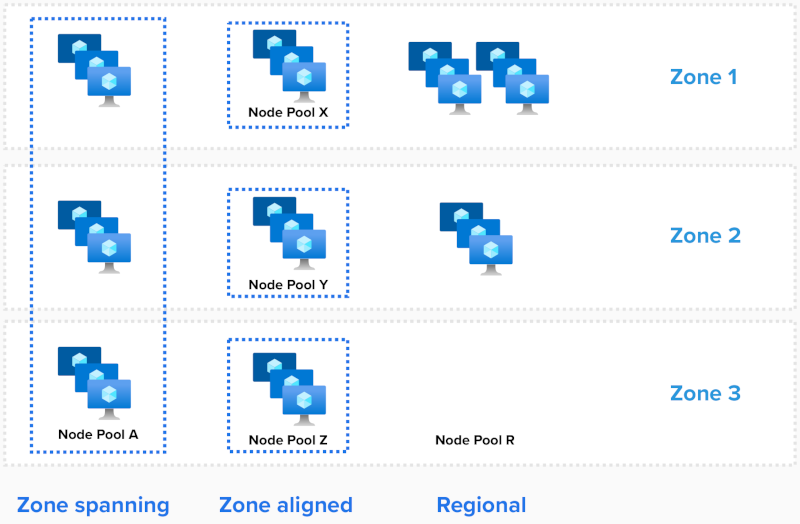 Node Pool X
Zone 1
Node Pool Y
Zone 2
Node Pool A
Node Pool Z
Node Pool R
Zone 3
Zone spanning
Zone aligned
Regional